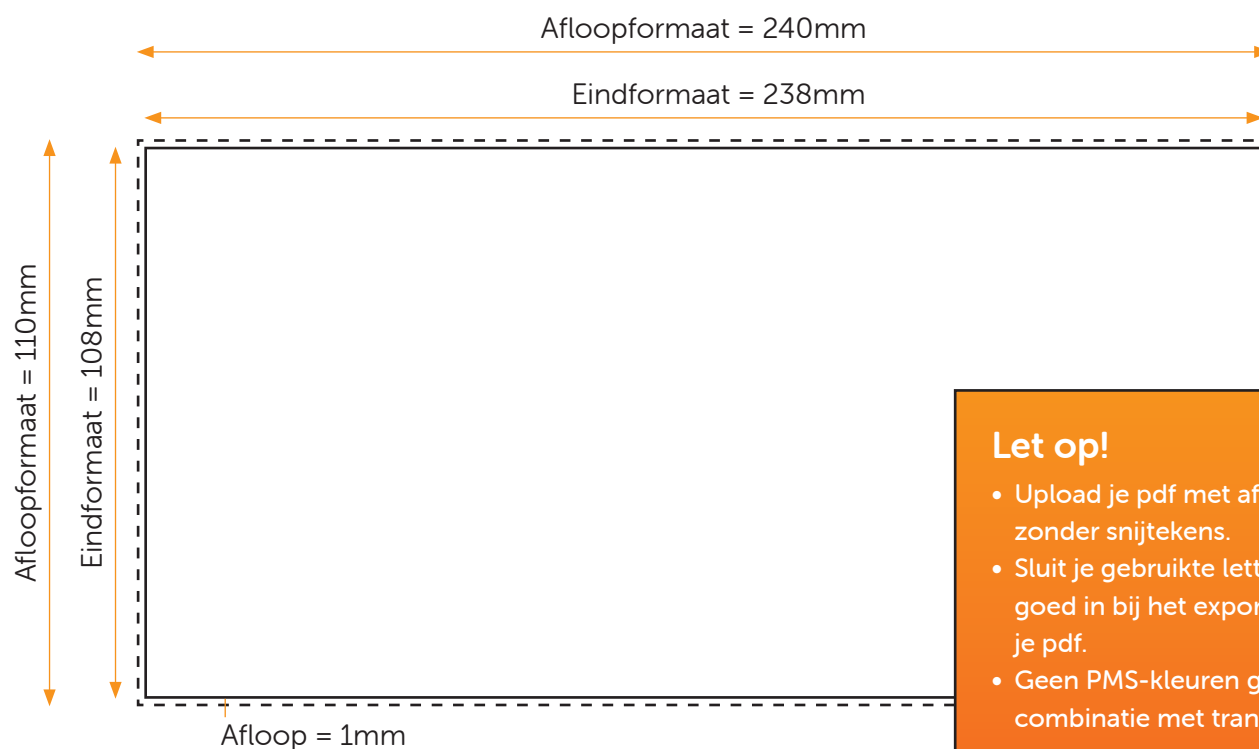 Afloopformaat = 240mm
Eindformaat = 238mm
Afloopformaat = 110mm
Eindformaat = 108mm
Let op!
• Upload je pdf met af
zonder snijtekens.
• Sluit je gebruikte lett
goed in bij het expor
je pdf.
• Geen PMS-kleuren g
combinatie met tran
Afloop = 1mm